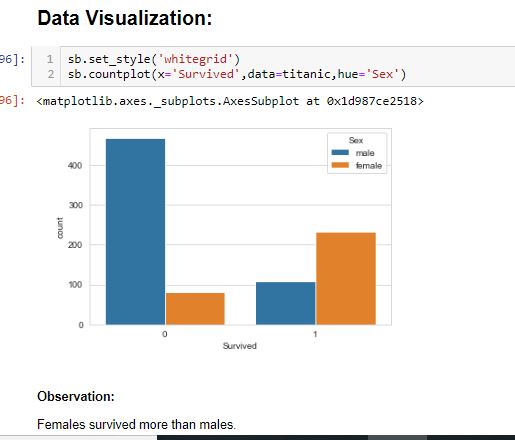 Data Visualization:
96]:
1 sb.set_style('whitegrid')
2 sb.countplot(x='Survived',data=titanic,hue='Sex')
96]: <matplotlib.axes._subplots.AxesSubplot at 0x1d987ce2518>
Sex
male
female
400
300
200
100
0
count
0 1
Survived
Observation:
Females survived more than males.